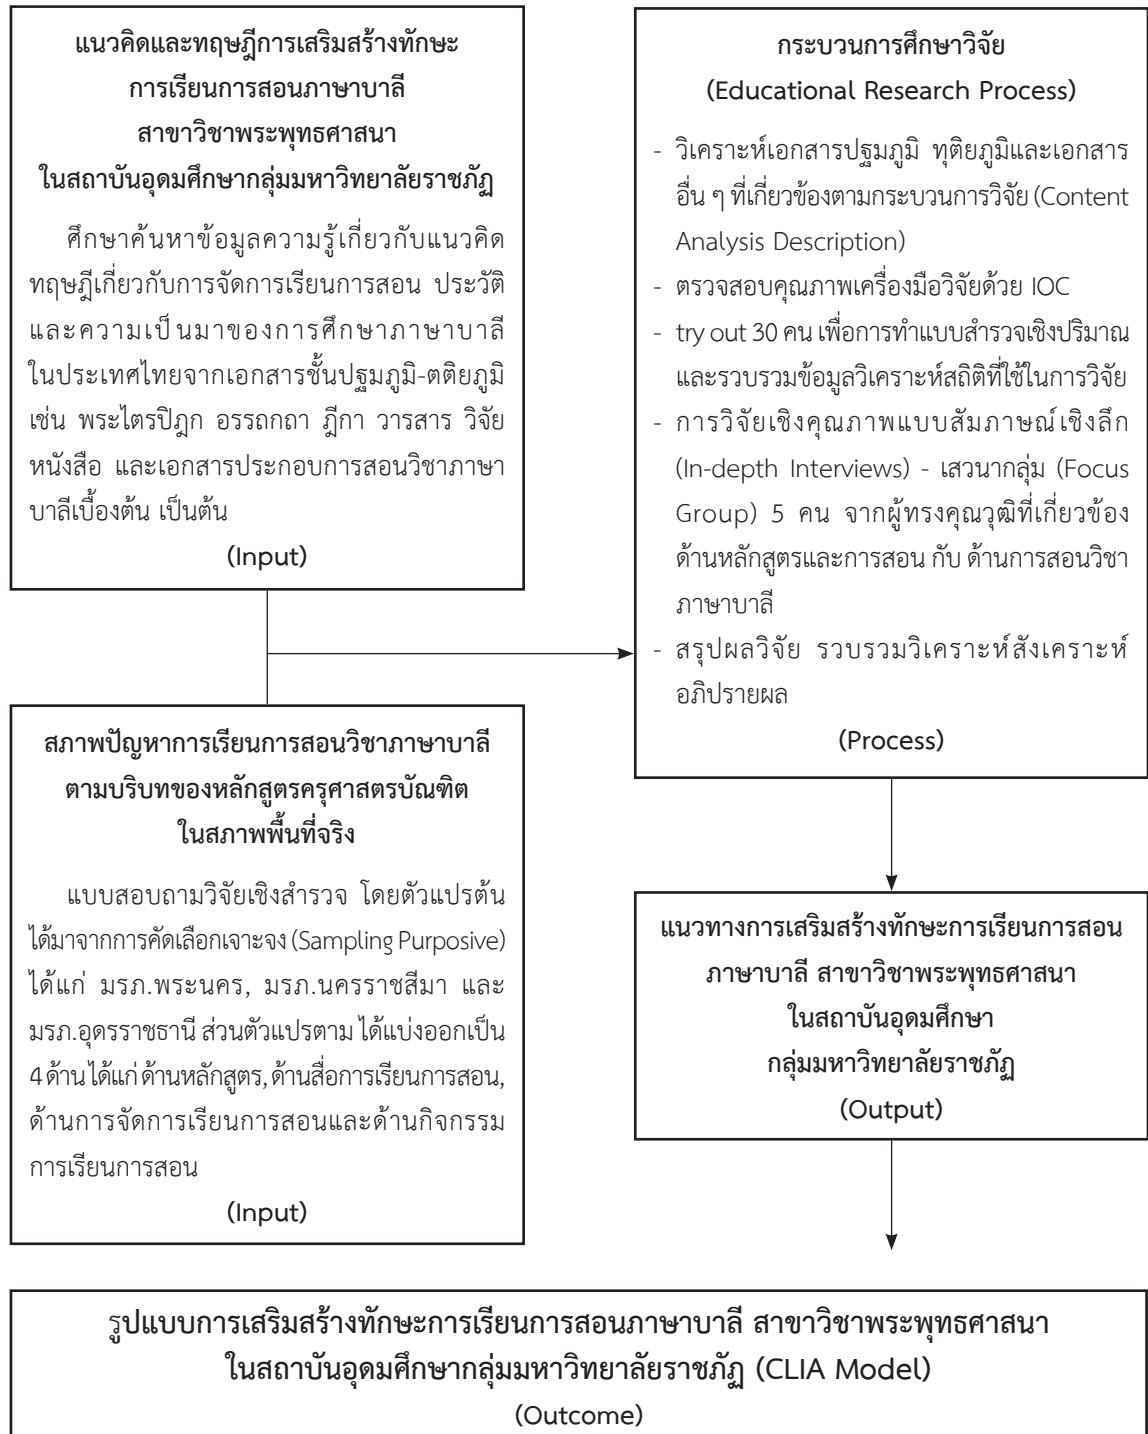 แนวคิดและทฤษฎีการเสริมสร้างทักษะ
การเรียนการสอนภาษาบาลี
สาขาวิชาพระพุทธศาสนา
ในสถาบันอุดมศึกษากลุ่มมหาวิทยาลัยราชภัฏ
ศึกษาค้นหาข้อมูลความรู้เกี่ยวกับแนวคิด
ทฤษฎีเกี่ยวกับการจัดการเรียนการสอน ประวัติ
และความเป็นมาของการศึกษาภาษาบาลี
ในประเทศไทยจากเอกสารชั้นปฐมภูมิ-ตติยภูมิ
เช่น พระไตรปิฎก อรรถกถา ฎีกา วารสาร วิจัย
หนังสือ และเอกสารประกอบการสอนวิชาภาษา
บาลีเบื้องต้น เป็นต้น
(Input)
สภาพปัญหาการเรียนการสอนวิชาภาษาบาลี
ตามบริบทของหลักสูตรครุศาสตรบัณฑิต
ในสภาพพื้นที่จริง
แบบสอบถามวิจัยเชิงสำรวจ โดยตัวแปรต้น
ได้มาจากการคัดเลือกเจาะจง (Sampling Purposive)
ได้แก่ มรภ.พระนคร, มรภ.นครราชสีมา และ
มรภ.อุดรราชธานี ส่วนตัวแปรตาม ได้แบ่งออกเป็น
4 ด้าน ได้แก่ ด้านหลักสูตร, ด้านสื่อการเรียนการสอน,
ด้านการจัดการเรียนการสอนและด้านกิจกรรม
การเรียนการสอน
(Input)
กระบวนการศึกษาวิจัย
(Educational Research Process)
- วิเคราะห์เอกสารปฐมภูมิ ทุติยภูมิและเอกสาร
อื่น ๆ ที่เกี่ยวข้องตามกระบวนการวิจัย (Content
Analysis Description)
- ตรวจสอบคุณภาพเครื่องมือวิจัยด้วย IOC
- try out 30 คน เพื่อการทำแบบสำรวจเชิงปริมาณ
และรวบรวมข้อมูลวิเคราะห์สถิติที่ใช้ในการวิจัย
- การวิจัยเชิงคุณภาพแบบสัมภาษณ์เชิงลึก
(In-depth Interviews) - เสวนากลุ่ม (Focus
Group) 5 คน จากผู้ทรงคุณวุฒิที่เกี่ยวข้อง
ด้านหลักสูตรและการสอน กับ ด้านการสอนวิชา
ภาษาบาลี
- สรุปผลวิจัย รวบรวมวิเคราะห์สังเคราะห์
อภิปรายผล
(Process)
แนวทางการเสริมสร้างทักษะการเรียนการสอน
ภาษาบาลี สาขาวิชาพระพุทธศาสนา
ในสถาบันอุดมศึกษา
กลุ่มมหาวิทยาลัยราชภัฏ
(Output)
รูปแบบการเสริมสร้างทักษะการเรียนการสอนภาษาบาลี สาขาวิชาพระพุทธศาสนา
ในสถาบันอุดมศึกษากลุ่มมหาวิทยาลัยราชภัฏ (CLIA Model)
(Outcome)